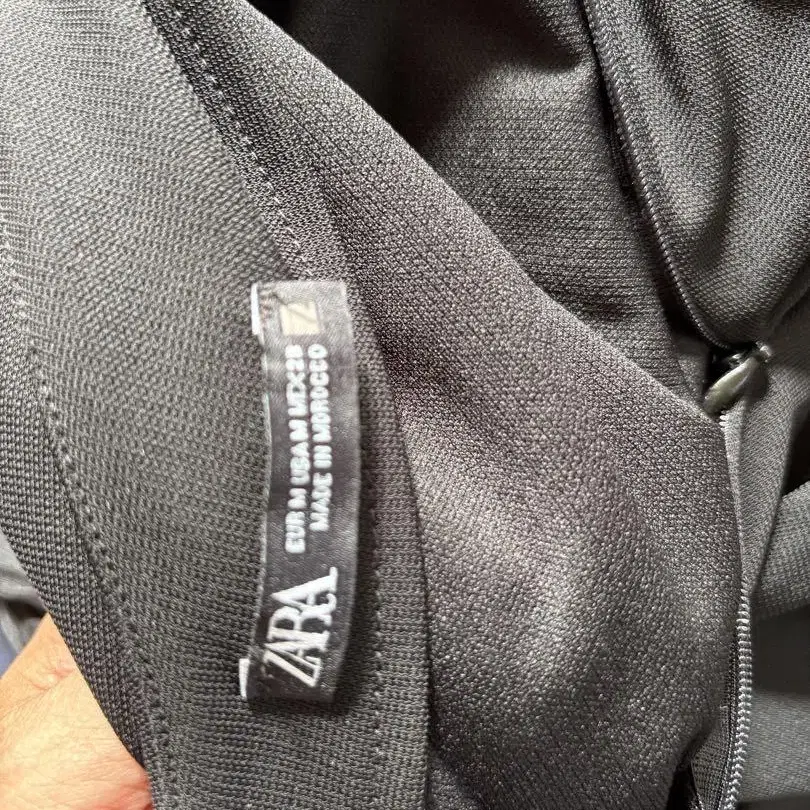 ZARA
EUR M USA M MEX 28
MADE IN MOROCCO
Z